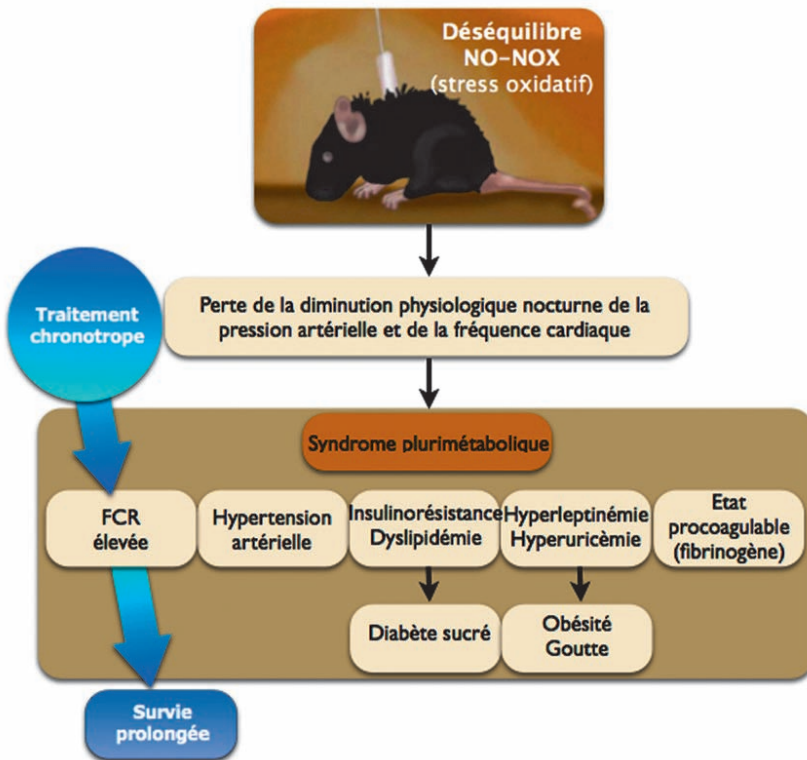 Déséquilibre
NO–NOX
(stress oxidatif)
Traitement
chronotrope
Perte de la diminution physiologique nocturne de la
pression artérielle et de la fréquence cardiaque
Syndrome plurimétabolique
FCR
élevée
Hypertension
artérielle
Insulinorésistance
Dyslipidémie
Hyperleptinémie
Hyperuricèmie
Etat
procoagulable
(fibrinogène)
Diabète sucré
Obésité
Goutte
Survie
prolongée